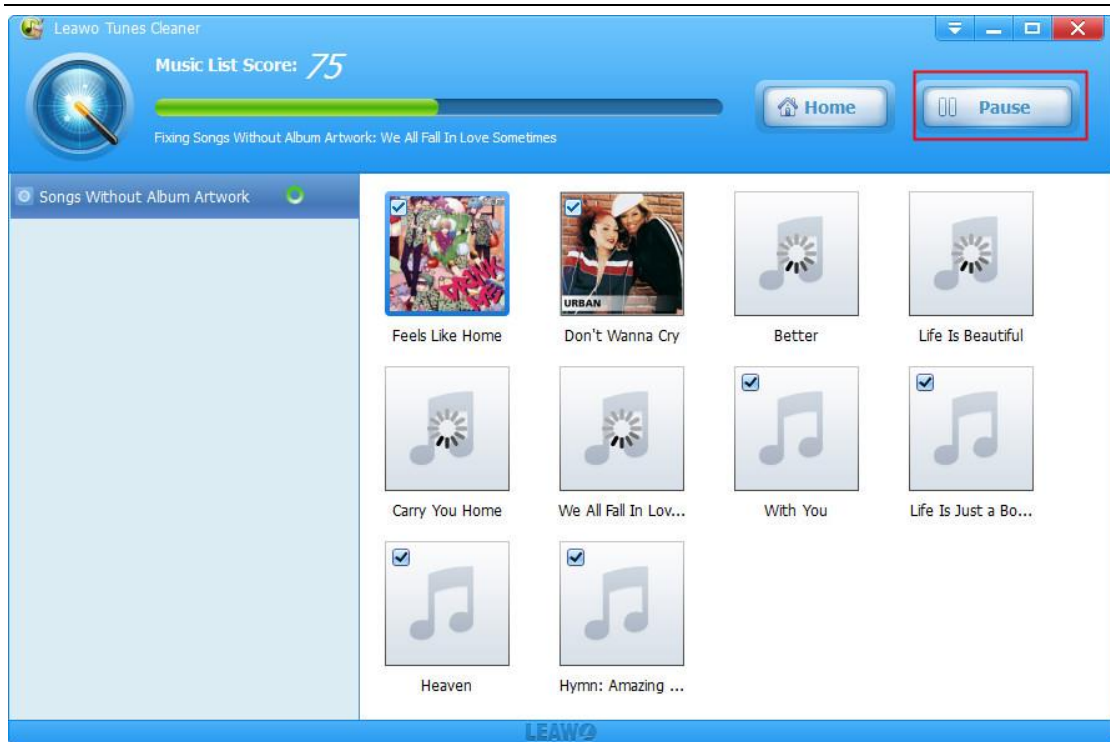 Leawo Tunes Cleaner
Music List Score: 75
Home
Pause
Fixing Songs Without Album Artwork: We All Fall In Love Sometimes
Songs Without Album Artwork
URBAN
Feels Like Home
Don't Wanna Cry
Better
Life Is Beautiful
Carry You Home
We All Fall In Lov...
With You
Life Is Just a Bo...
Heaven
Hymn: Amazing ...
LEAWO